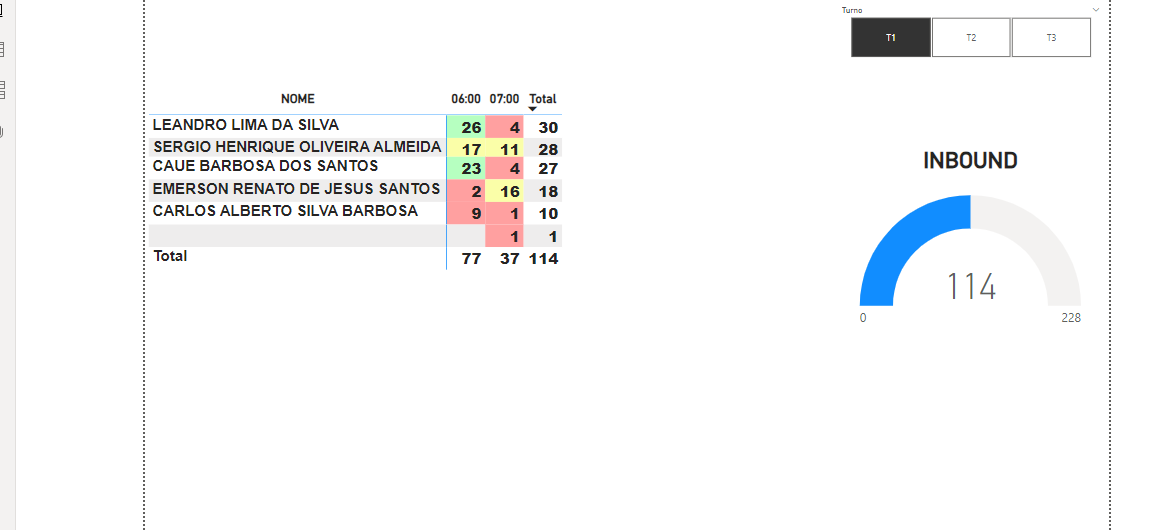 Turno
T1 T2 T3
NOME 06:00 07:00 Total
LEANDRO LIMA DA SILVA 26 4 30
SERGIO HENRIQUE OLIVEIRA ALMEIDA 17 11 28
CAUE BARBOSA DOS SANTOS 23 4 27
EMERSON RENATO DE JESUS SANTOS 2 16 18
CARLOS ALBERTO SILVA BARBOSA 9 1 10
1 1
Total 77 37 114
INBOUND
114
0 228